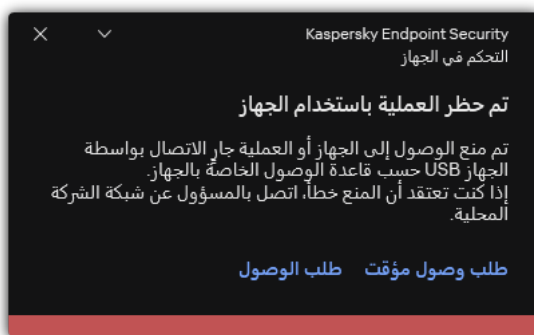 Kaspersky Endpoint Security
التحكم في الجهاز
تم حظر العملية باستخدام الجهاز
تم منع الوصول إلى الجهاز أو العملية جارٍ الاتصال بواسطة
الجهاز USB حسب قاعدة الوصول الخاصة بالجهاز.
إذا كنت تعتقد أن المنع خطأ، اتصل بالمسؤول عن شبكة الشركة
المحلية.
طلب وصول مؤقت طلب الوصول